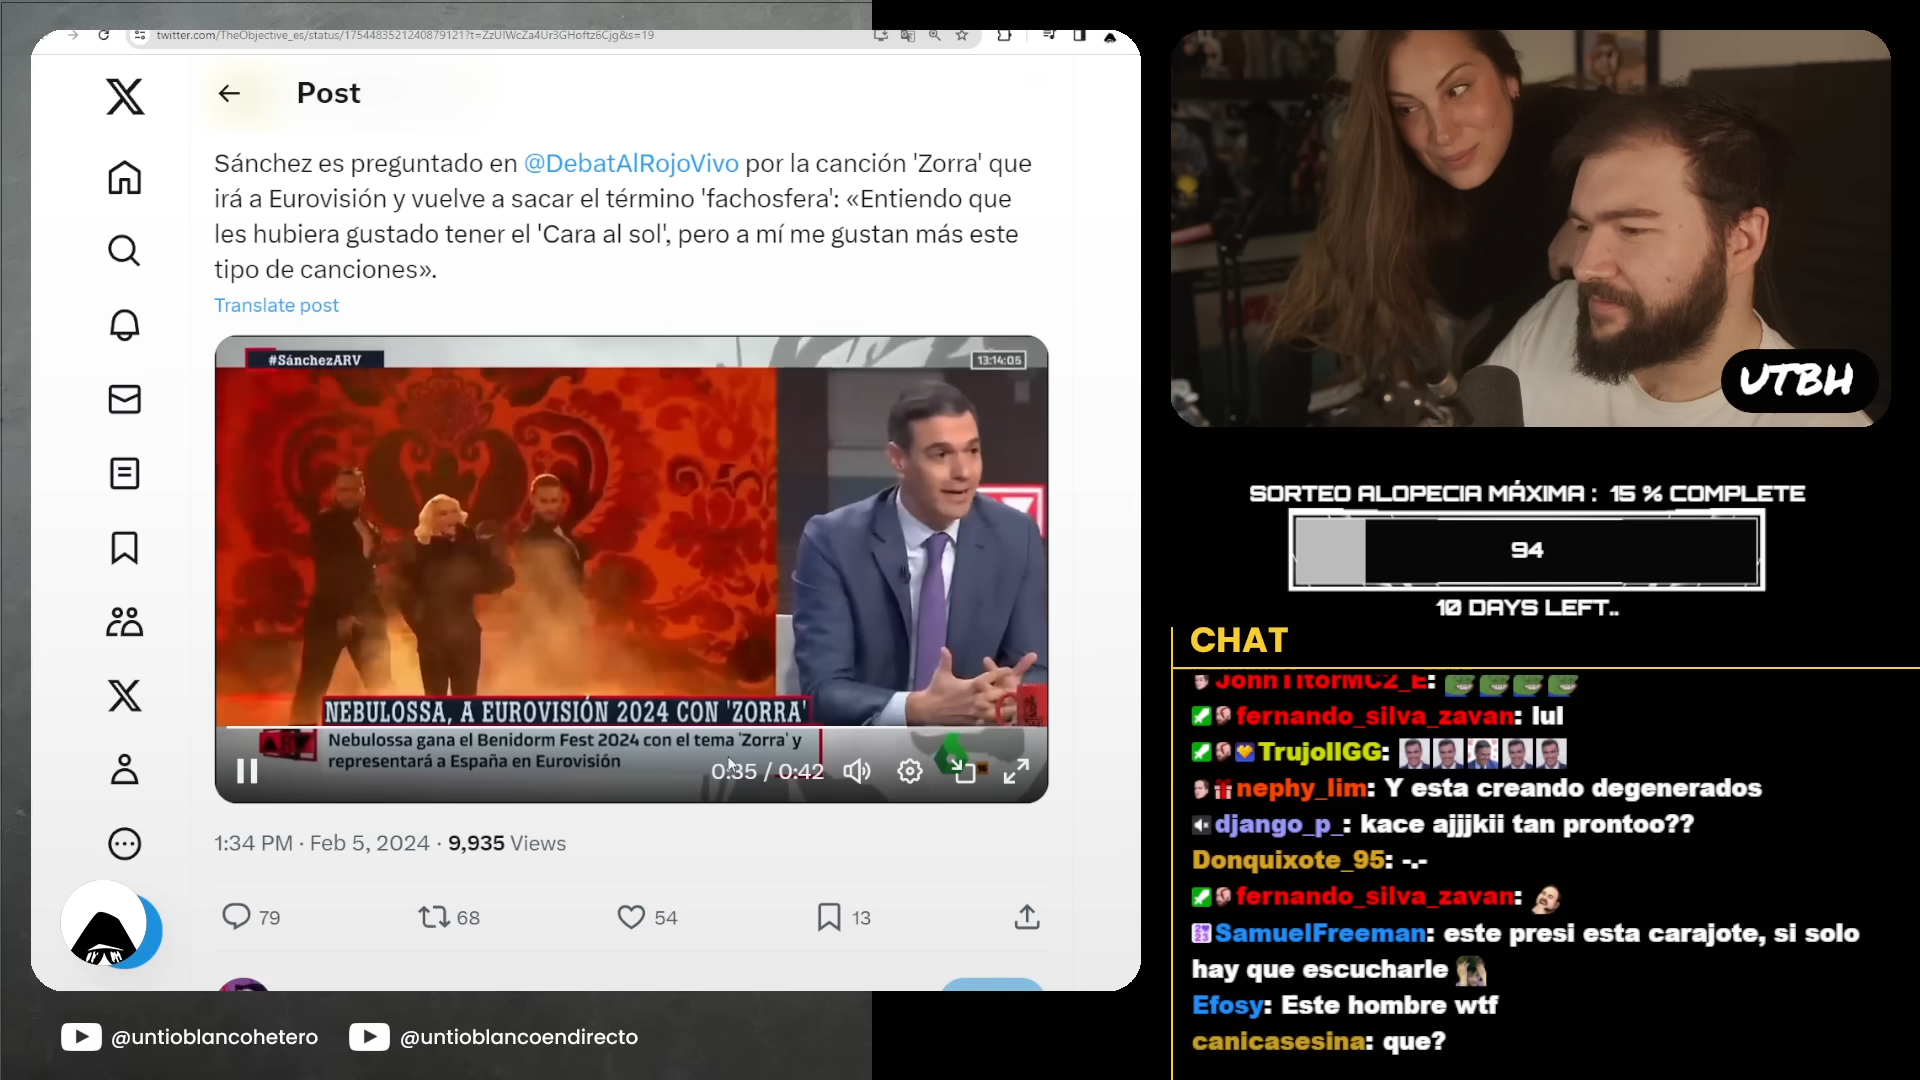 twitter.com/TheObjective_es/status/1754483521240879121?t=ZzUlWcZa4Ur3GHoftz6Cjg&s=19
Post
Sánchez es preguntado en @DebatAlRojoVivo por la canción 'Zorra' que
irá a Eurovisión y vuelve a sacar el término 'fachosfera': «Entiendo que
les hubiera gustado tener el 'Cara al sol', pero a mí me gustan más este
tipo de canciones».
Translate post
#SánchezARV
13:14:05
NEBULOSSA, A EUROVISIÓN 2024 CON 'ZORRA'
ARV
Nebulossa gana el Benidorm Fest 2024 con el tema 'Zorra' y
representará a España en Eurovisión
0:35 / 0:42
1:34 PM · Feb 5, 2024 · 9,935 Views
79
68
54
13
@untioblancohetero
@untioblancoendirecto
UTBH
SORTEO ALOPECIA MÁXIMA : 15 % COMPLETE
94
10 DAYS LEFT..
CHAT
JohnTitorMC2_E:
fernando_silva_zavan: lul
TrujollGG:
nephy_lim: Y esta creando degenerados
django_p_: kace ajjjkii tan prontoo??
Donquixote_95: -.-
fernando_silva_zavan:
SamuelFreeman: este presi esta carajote, si solo
hay que escucharle
Efosy: Este hombre wtf
canicasesina: que?